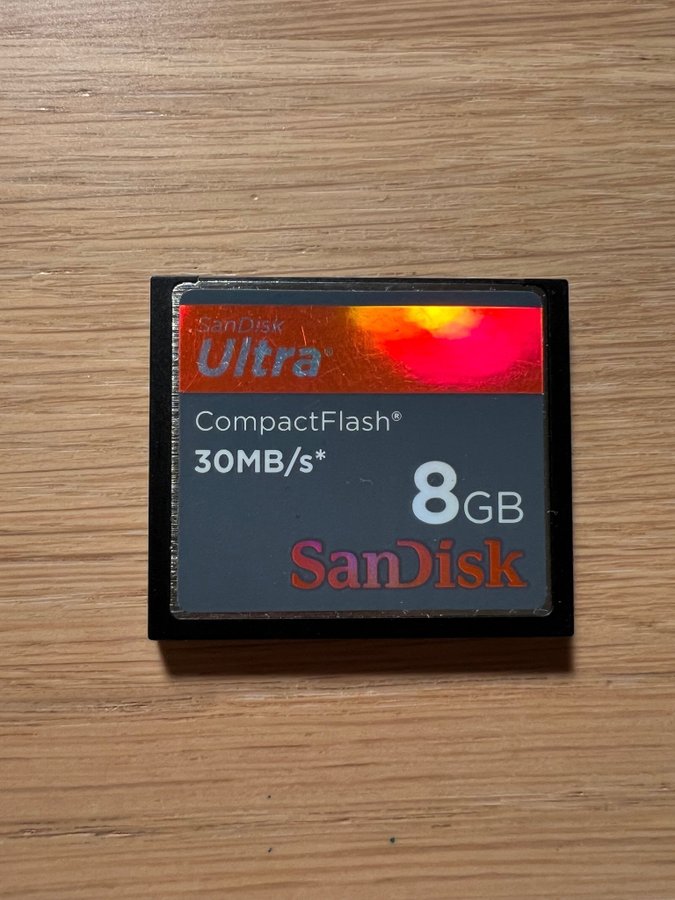 SanDisk
Ultra®
CompactFlash®
30MB/s*
8GB
SanDisk